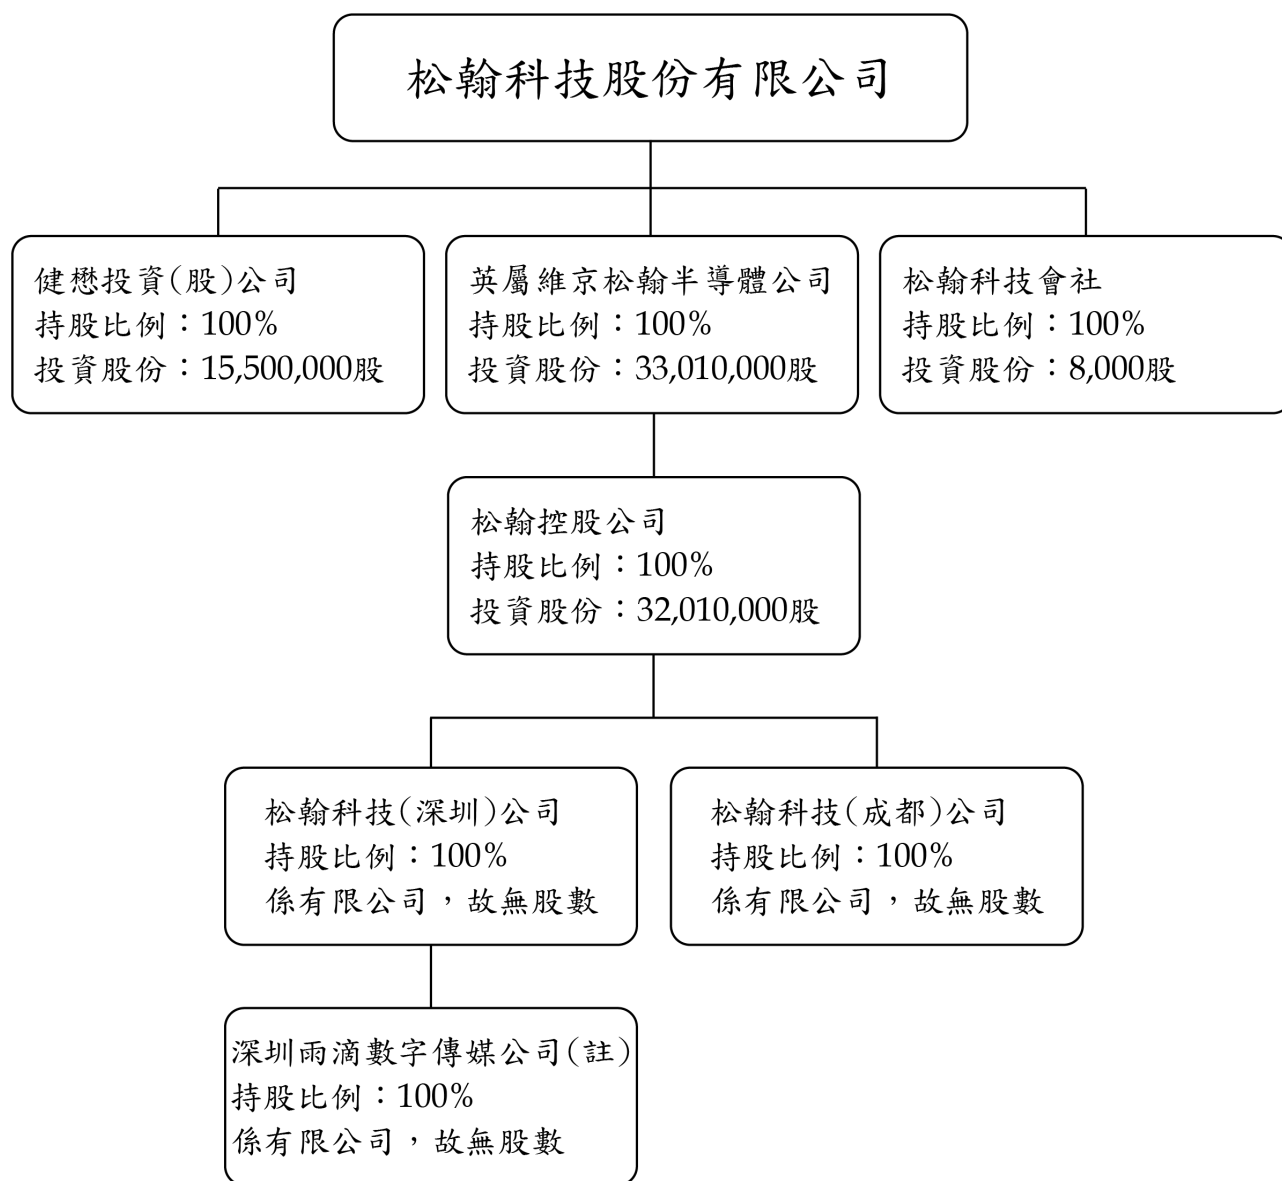 松翰科技股份有限公司
健懋投資(股)公司
持股比例：100%
投資股份：15,500,000股
英屬維京松翰半導體公司
持股比例：100%
投資股份：33,010,000股
松翰科技會社
持股比例：100%
投資股份：8,000股
松翰控股公司
持股比例：100%
投資股份：32,010,000股
松翰科技(深圳)公司
持股比例：100%
係有限公司，故無股數
松翰科技(成都)公司
持股比例：100%
係有限公司，故無股數
深圳雨滴數字傳媒公司(註)
持股比例：100%
係有限公司，故無股數